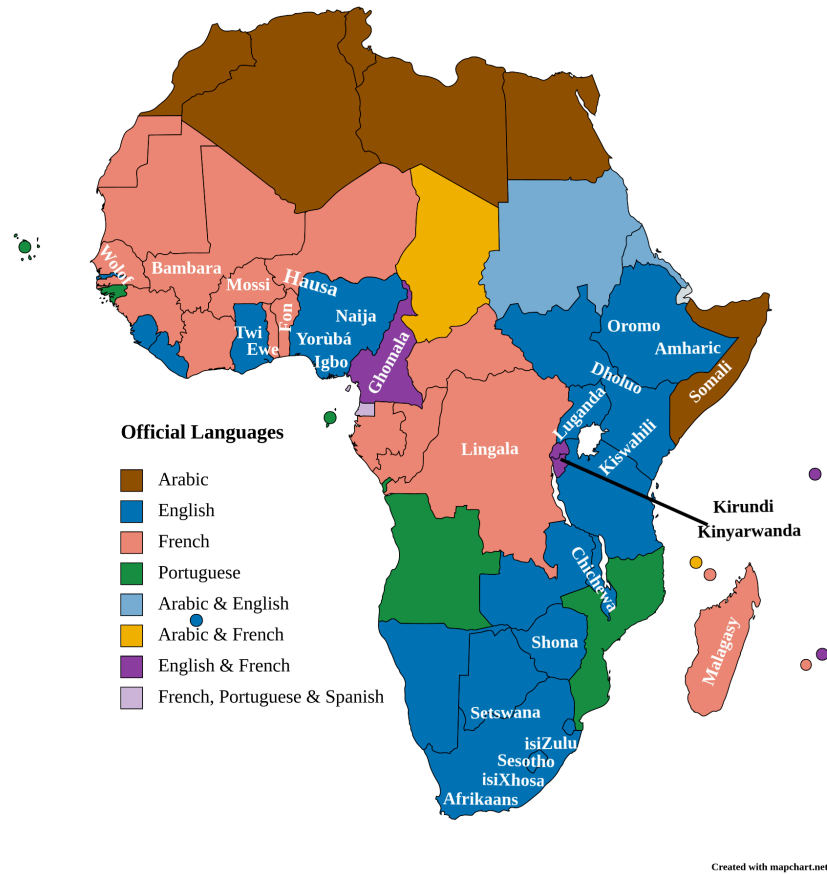 Wolof
Bambara
Mossi
Hausa
Fon
Naija
Twi
Ewe
Yorùbá
Igbo
Ghomala
Oromo
Amharic
Dholuo
Somali
Luganda
Kiswahili
Lingala
Official Languages
Arabic
English
French
Portuguese
Arabic & English
Arabic & French
English & French
French, Portuguese & Spanish
Kirundi
Kinyarwanda
Chichewa
Shona
Malagasy
Setswana
isiZulu
Sesotho
isiXhosa
Afrikaans
Created with mapchart.net